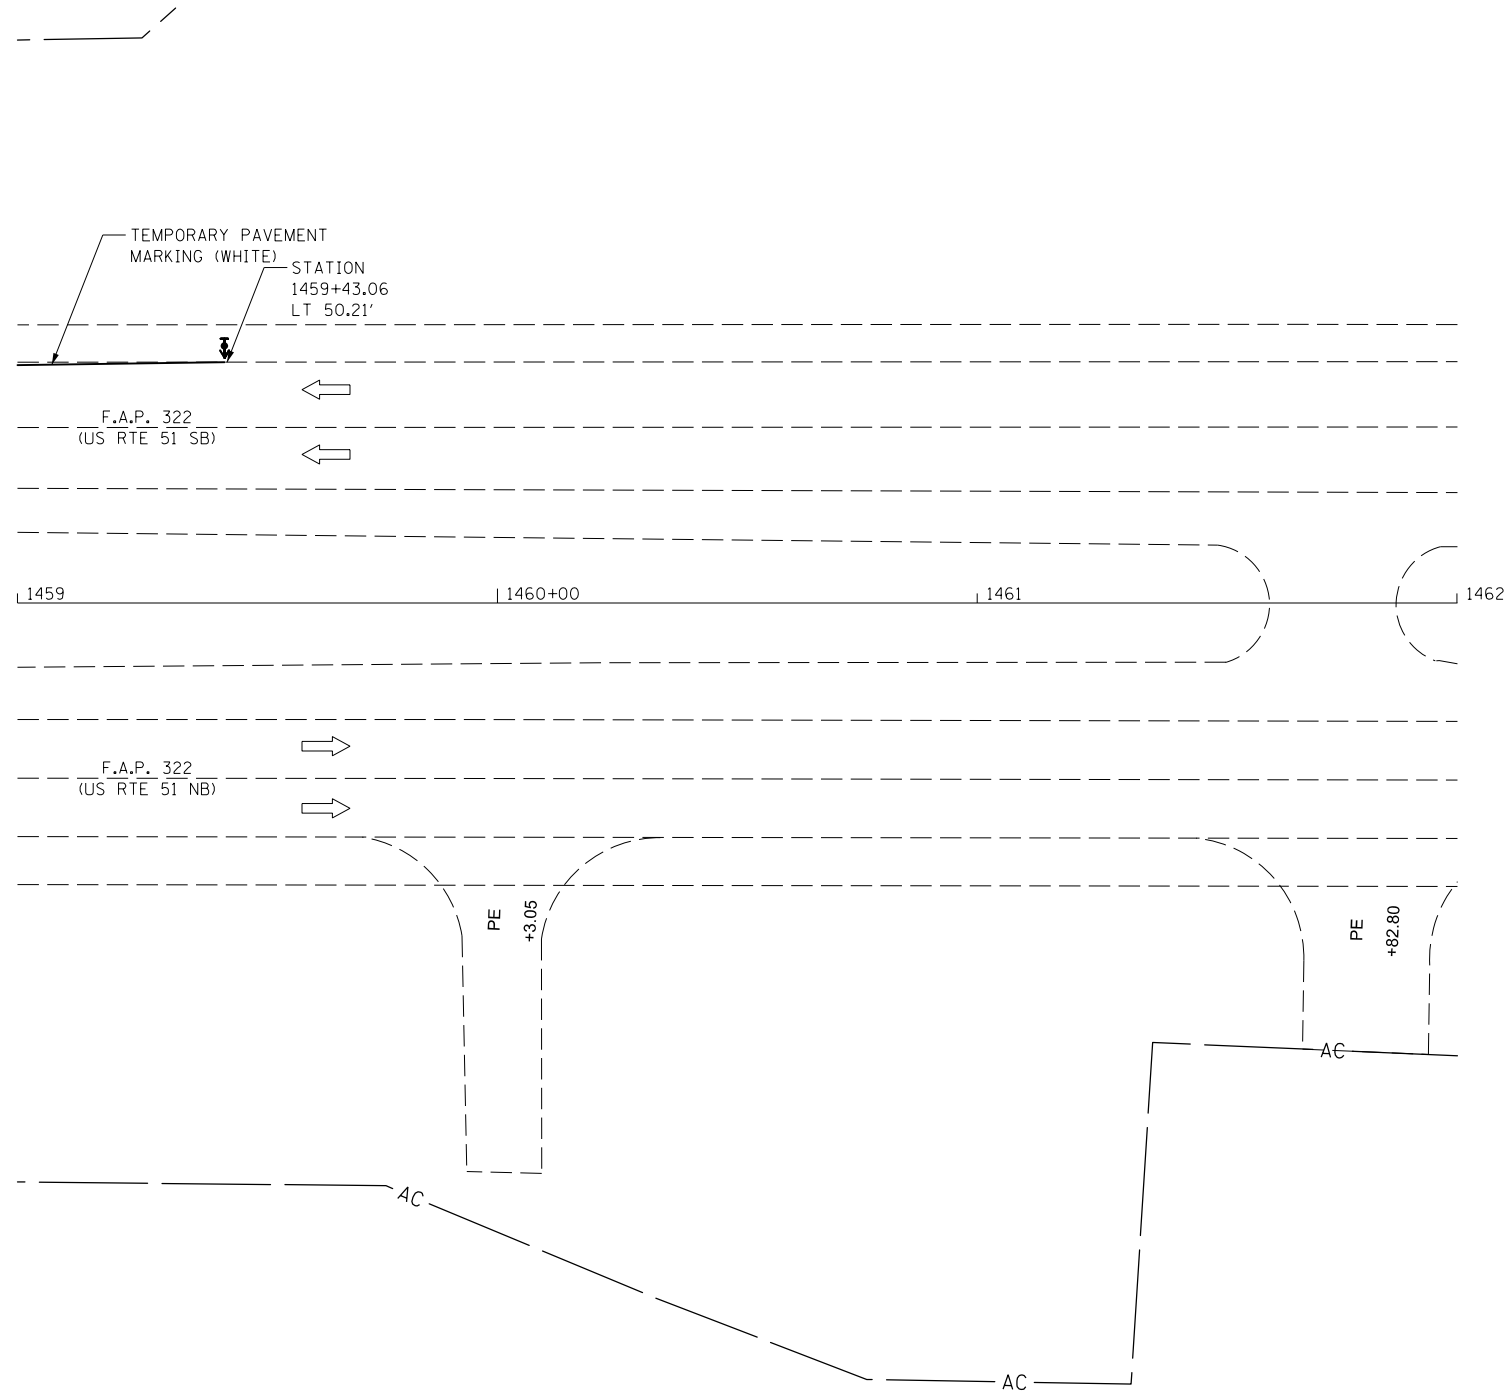 TEMPORARY PAVEMENT
MARKING (WHITE)
STATION
1459+43.06
LT 50.21'
F.A.P. 322
(US RTE 51 SB)
1459
1460+00
1461
1462
F.A.P. 322
(US RTE 51 NB)
PE
+3.05
PE
+82.80
AC
AC
AC